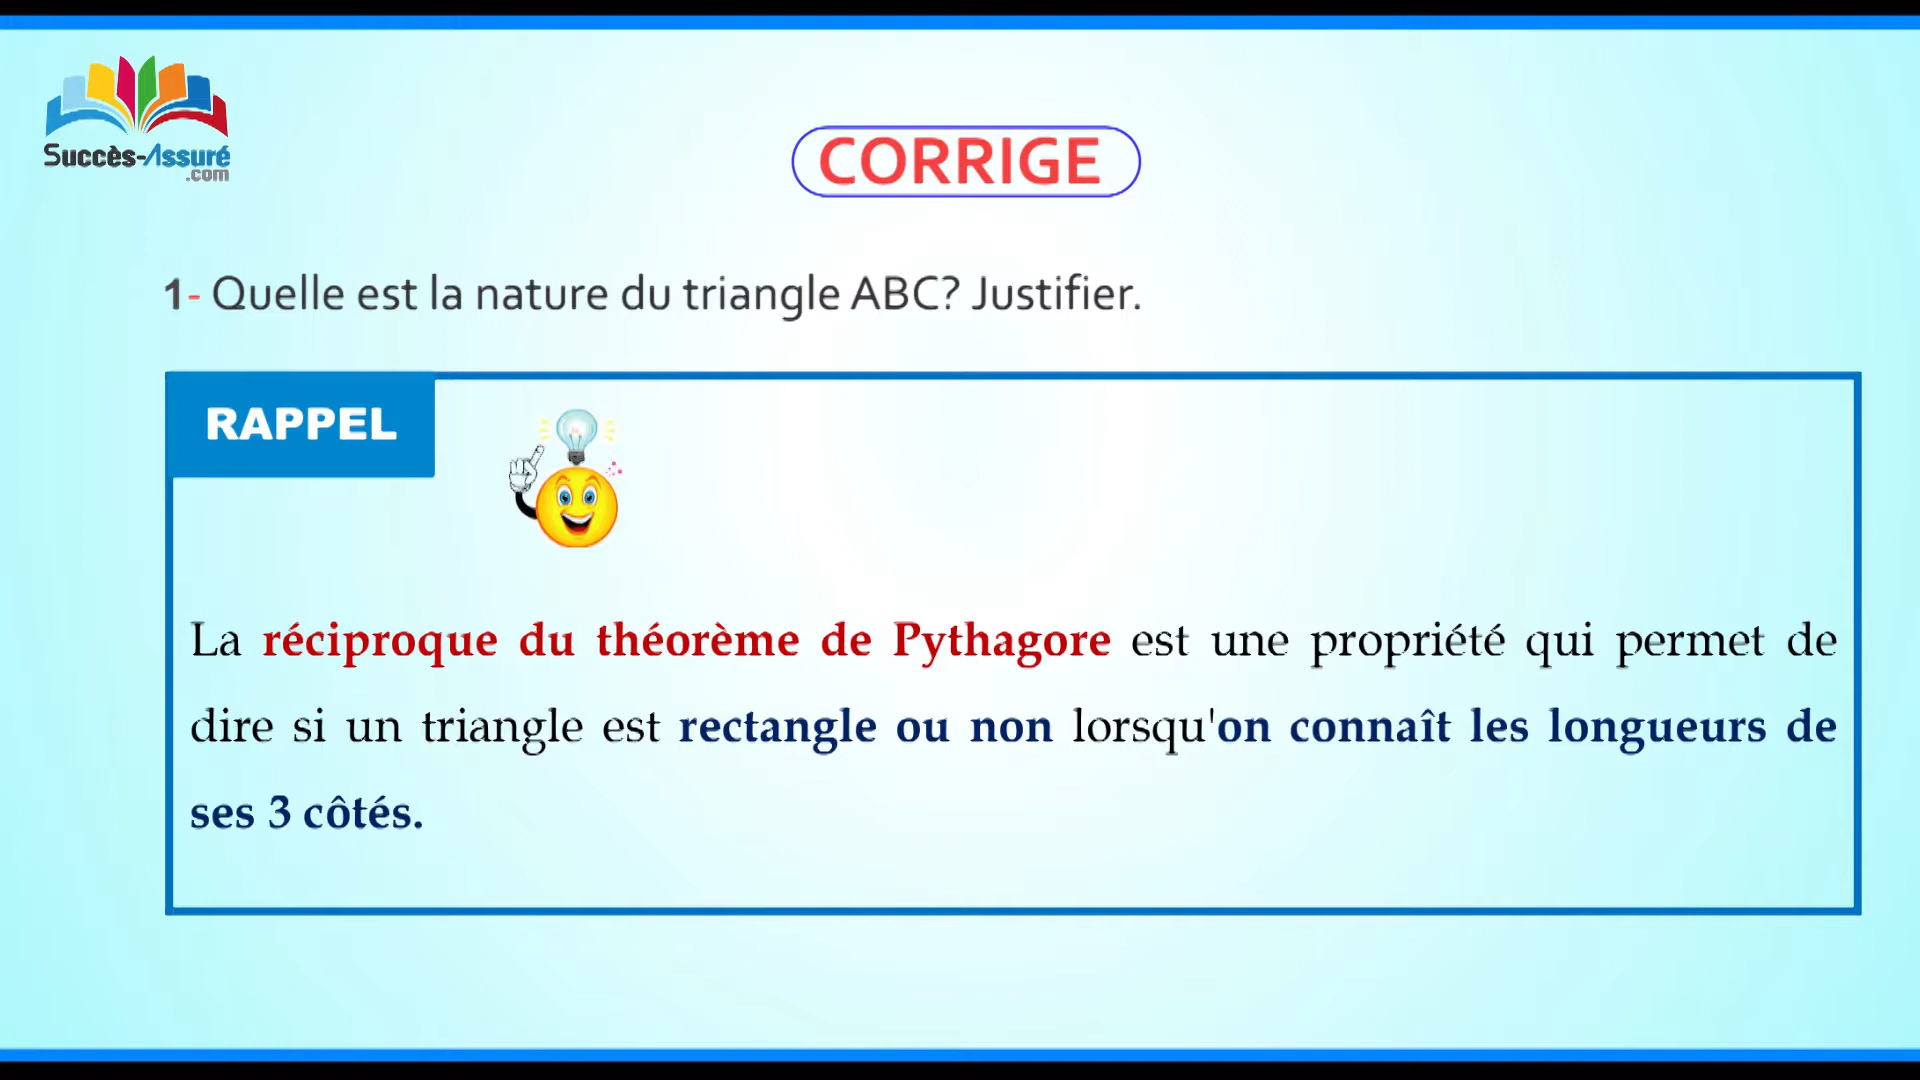 Succès-Assuré
.com
CORRIGE
1- Quelle est la nature du triangle ABC? Justifier.
RAPPEL
La réciproque du théorème de Pythagore est une propriété qui permet de
dire si un triangle est rectangle ou non lorsqu'on connaît les longueurs de
ses 3 côtés.